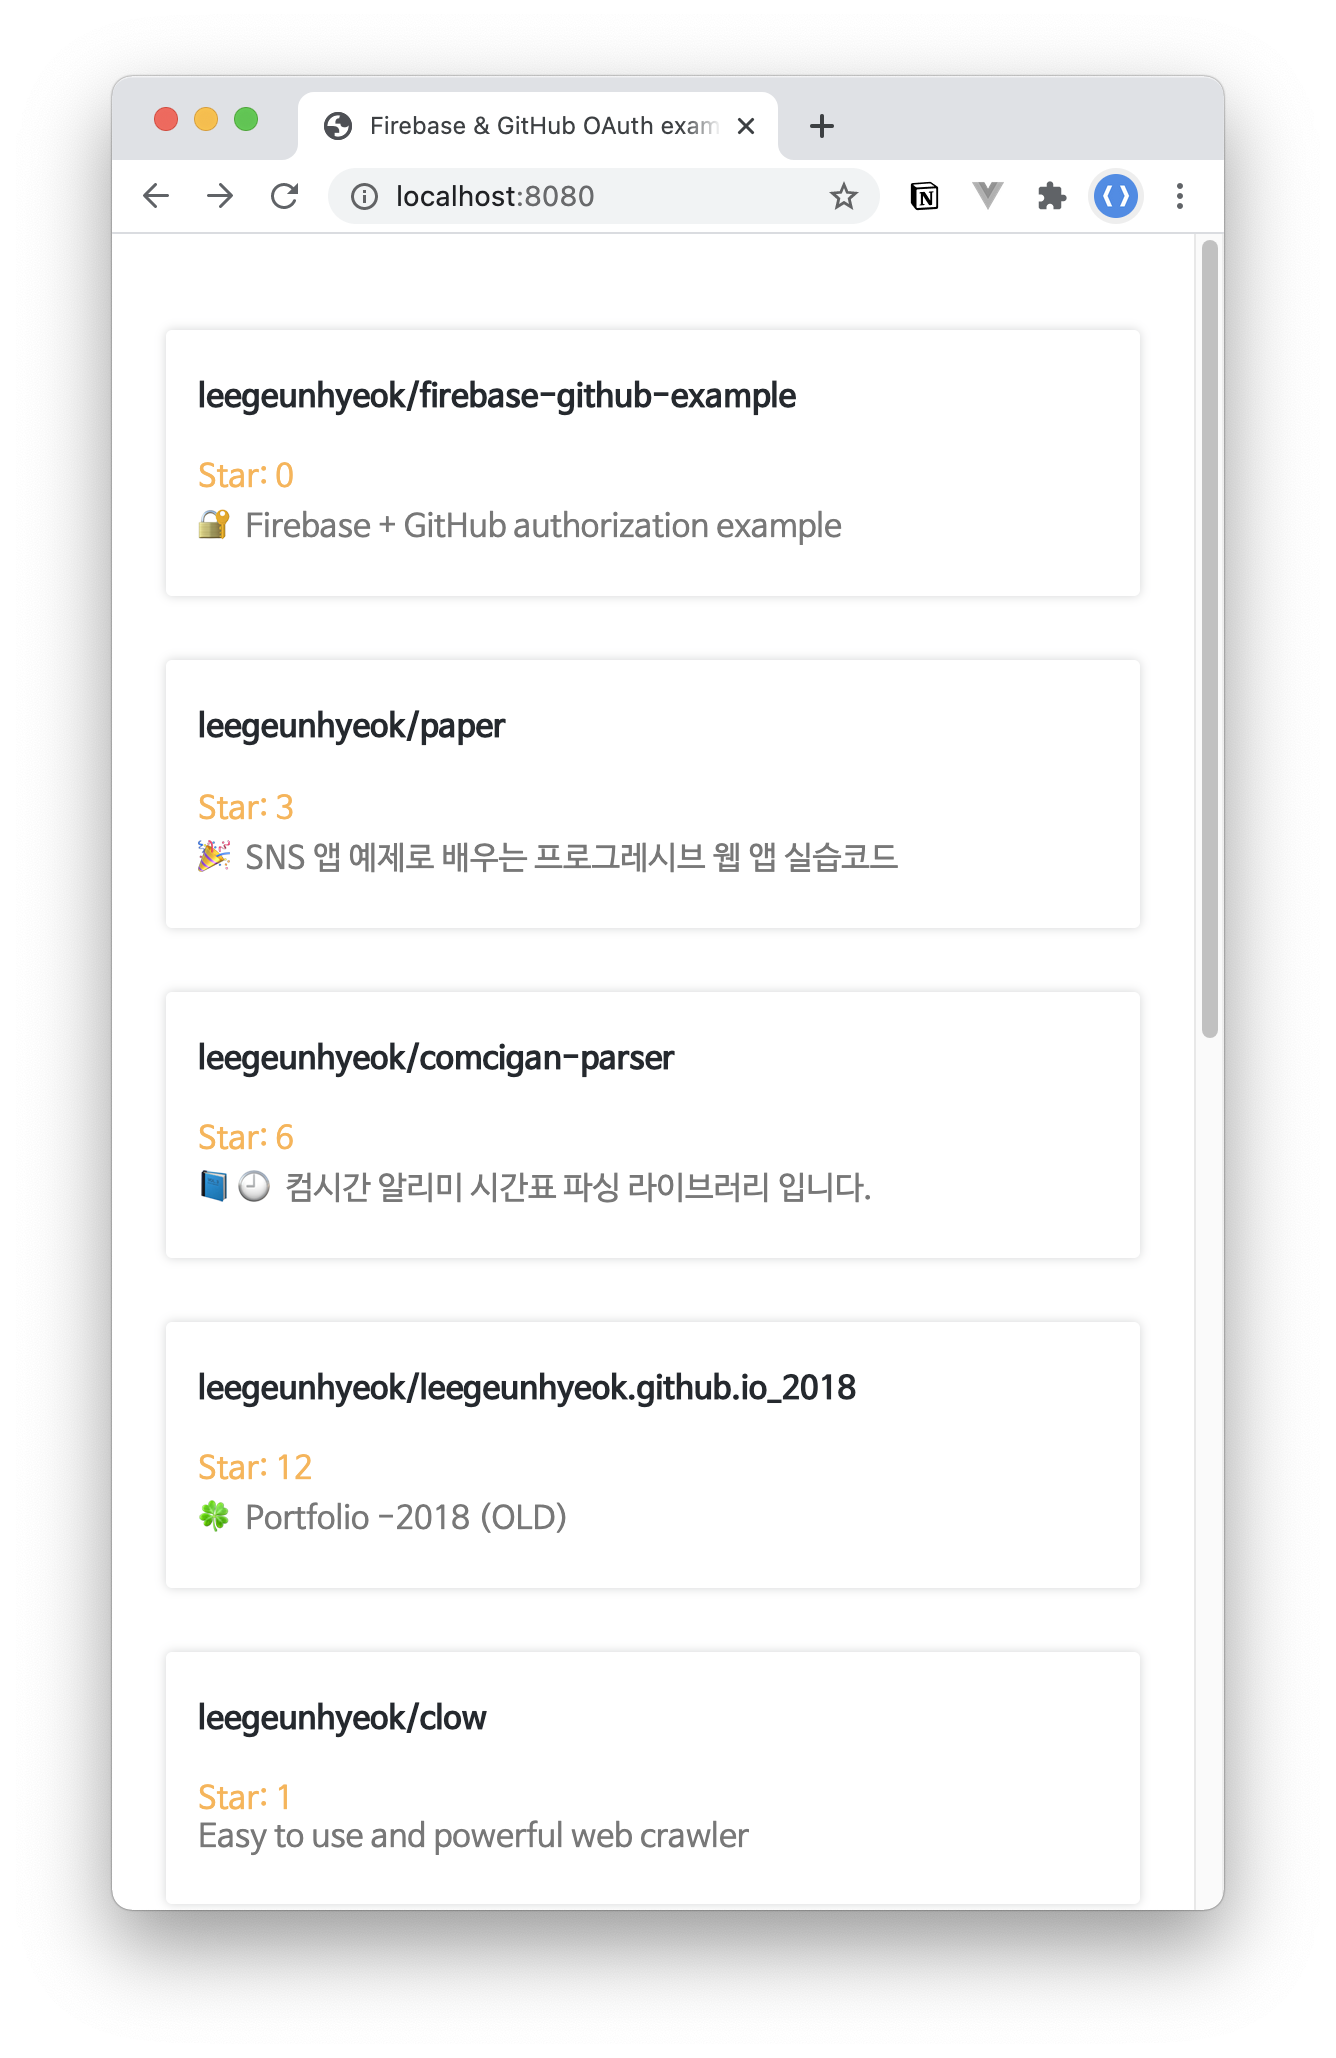 Firebase & GitHub OAuth exam
localhost:8080
leegeunhyeok/firebase-github-example
Star: 0
🔐 Firebase + GitHub authorization example
leegeunhyeok/paper
Star: 3
🎉 SNS 앱 예제로 배우는 프로그레시브 웹 앱 실습코드
leegeunhyeok/comcigan-parser
Star: 6
📘🕘 컴시간 알리미 시간표 파싱 라이브러리 입니다.
leegeunhyeok/leegeunhyeok.github.io_2018
Star: 12
🍀 Portfolio -2018 (OLD)
leegeunhyeok/clow
Star: 1
Easy to use and powerful web crawler